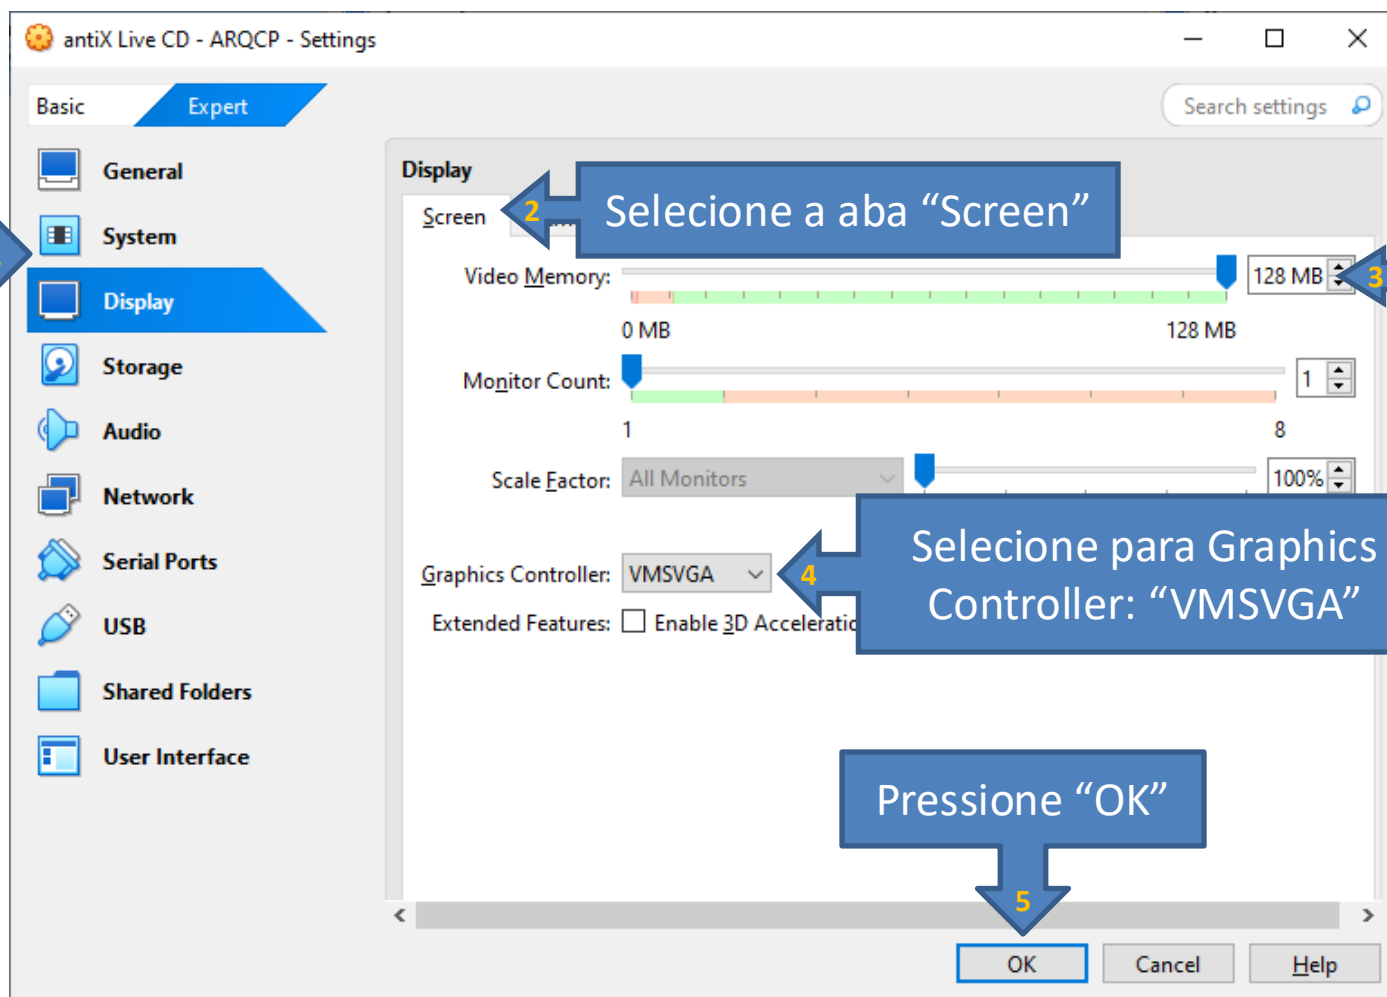 antiX Live CD - ARQCP - Settings
Basic
Expert
Search settings
General
System
Display
Storage
Audio
Network
Serial Ports
USB
Shared Folders
User Interface
Display
Screen
2
Selecione a aba “Screen”
Video Memory:
128 MB
3
0 MB
128 MB
Monitor Count:
1
1
8
Scale Factor:
All Monitors
100%
Graphics Controller:
VMSVGA
4
Selecione para Graphics
Controller: “VMSVGA”
Extended Features:
Enable 3D Acceleratio
Pressione “OK”
5
OK
Cancel
Help